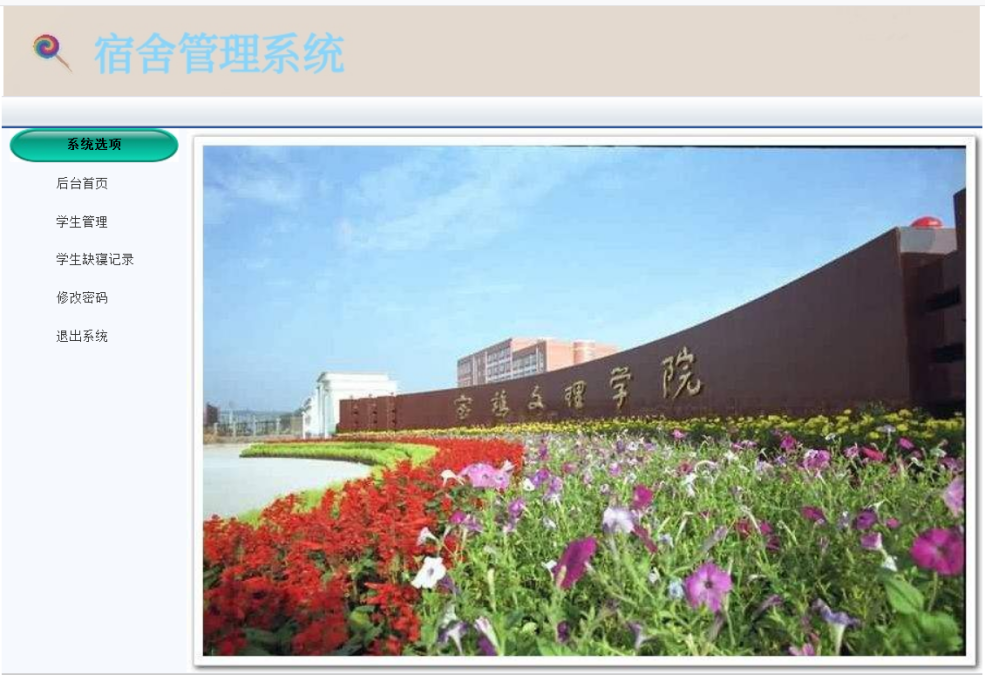 宿舍管理系统
系统选项
后台首页
学生管理
学生缺寝记录
修改密码
退出系统
文理学院